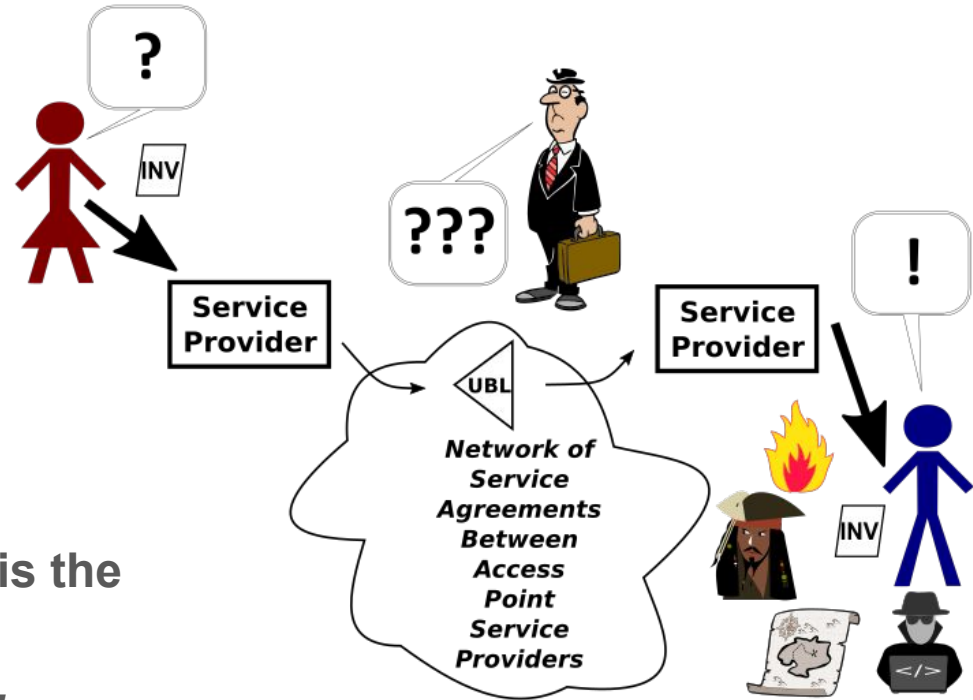 ?
INV
???
!
Service
Provider
Service
Provider
UBL
Network of
Service
Agreements
Between
Access
Point
Service
Providers
INV
is the
</>